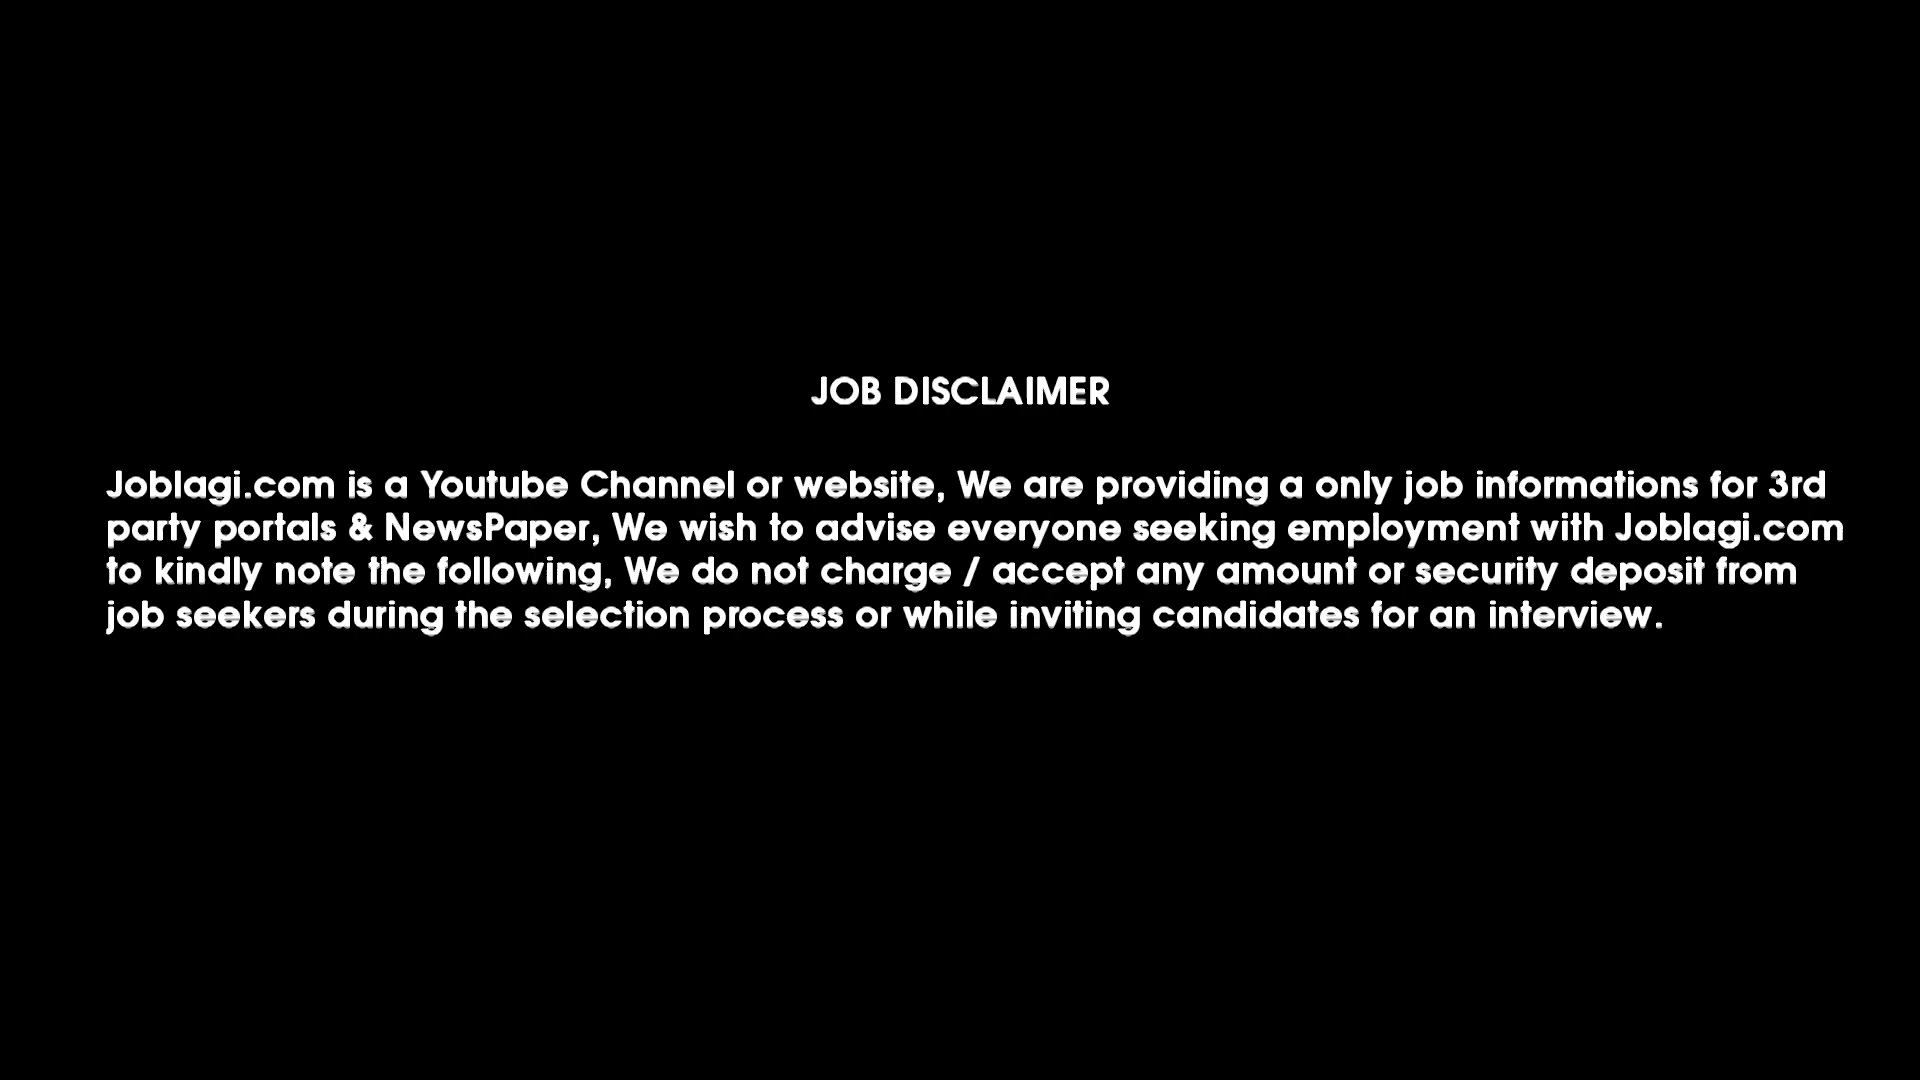 JOB DISCLAIMER
Joblagi.com is a Youtube Channel or website, We are providing a only job informations for 3rd
party portals & NewsPaper, We wish to advise everyone seeking employment with Joblagi.com
to kindly note the following, We do not charge / accept any amount or security deposit from
job seekers during the selection process or while inviting candidates for an interview.